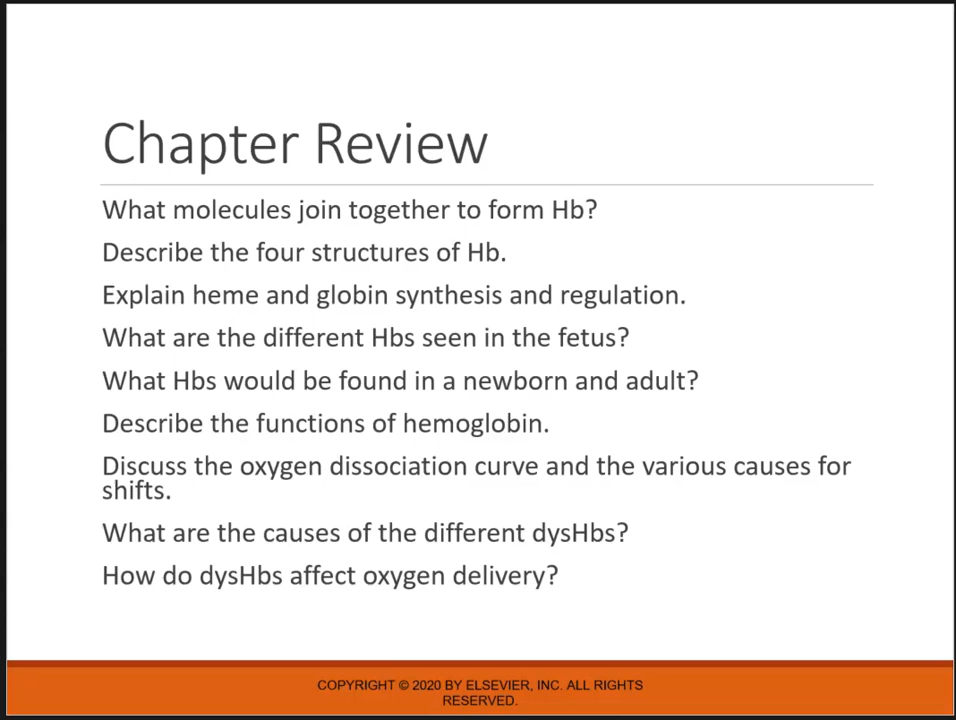 Chapter Review
What molecules join together to form Hb?
Describe the four structures of Hb.
Explain heme and globin synthesis and regulation.
What are the different Hbs seen in the fetus?
What Hbs would be found in a newborn and adult?
Describe the functions of hemoglobin.
Discuss the oxygen dissociation curve and the various causes for
shifts.
What are the causes of the different dysHbs?
How do dysHbs affect oxygen delivery?
COPYRIGHT © 2020 BY ELSEVIER, INC. ALL RIGHTS
RESERVED.